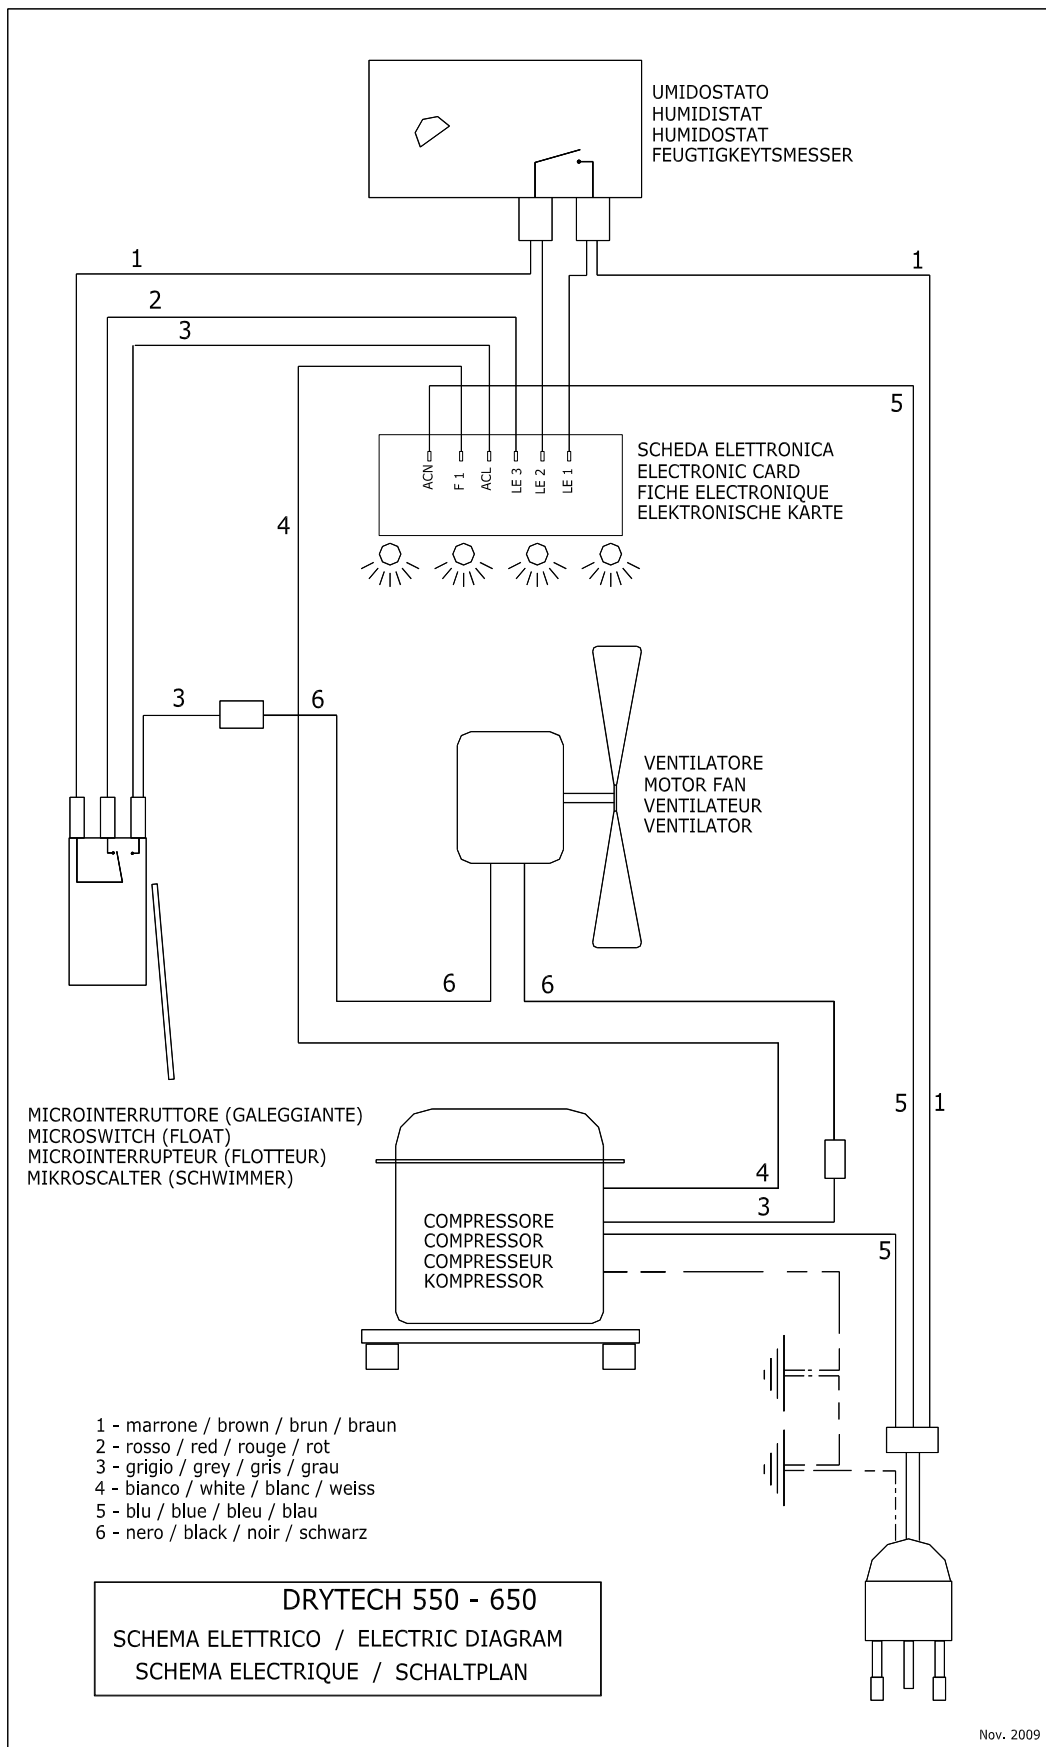 UMIDOSTATO
HUMIDISTAT
HUMIDOSTAT
FEUGTIGKEYTSMESSER
1
1
2
3
5
ACN
F 1
ACL
LE 3
LE 2
LE 1
SCHEDA ELETTRONICA
ELECTRONIC CARD
FICHE ELECTRONIQUE
ELEKTRONISCHE KARTE
4
3
6
VENTILATORE
MOTOR FAN
VENTILATEUR
VENTILATOR
6
6
MICROINTERRUTTORE (GALEGGIANTE)
MICROSWITCH (FLOAT)
MICROINTERRUPTEUR (FLOTTEUR)
MIKROSCALTER (SCHWIMMER)
5
1
4
3
5
COMPRESSORE
COMPRESSOR
COMPRESSEUR
KOMPRESSOR
1 - marrone / brown / brun / braun
2 - rosso / red / rouge / rot
3 - grigio / grey / gris / grau
4 - bianco / white / blanc / weiss
5 - blu / blue / bleu / blau
6 - nero / black / noir / schwarz
DRYTECH 550 - 650
SCHEMA ELETTRICO / ELECTRIC DIAGRAM
SCHEMA ELECTRIQUE / SCHALTPLAN
Nov. 2009